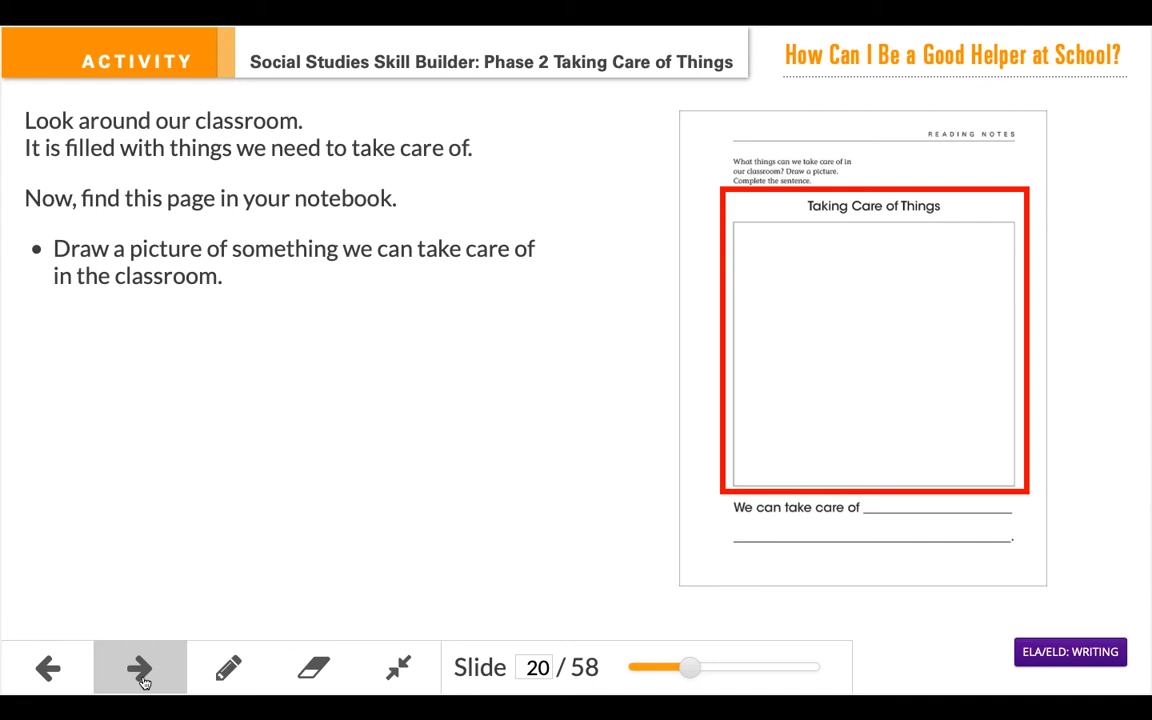 ACTIVITY
Social Studies Skill Builder: Phase 2 Taking Care of Things
How Can I Be a Good Helper at School?
Look around our classroom.
It is filled with things we need to take care of.
Now, find this page in your notebook.
• Draw a picture of something we can take care of
in the classroom.
READING NOTES
What things can we take care of in
our classroom? Draw a picture.
Complete the sentence.
Taking Care of Things
We can take care of ____________________
____________________.
Slide 20 / 58
ELA/ELD: WRITING